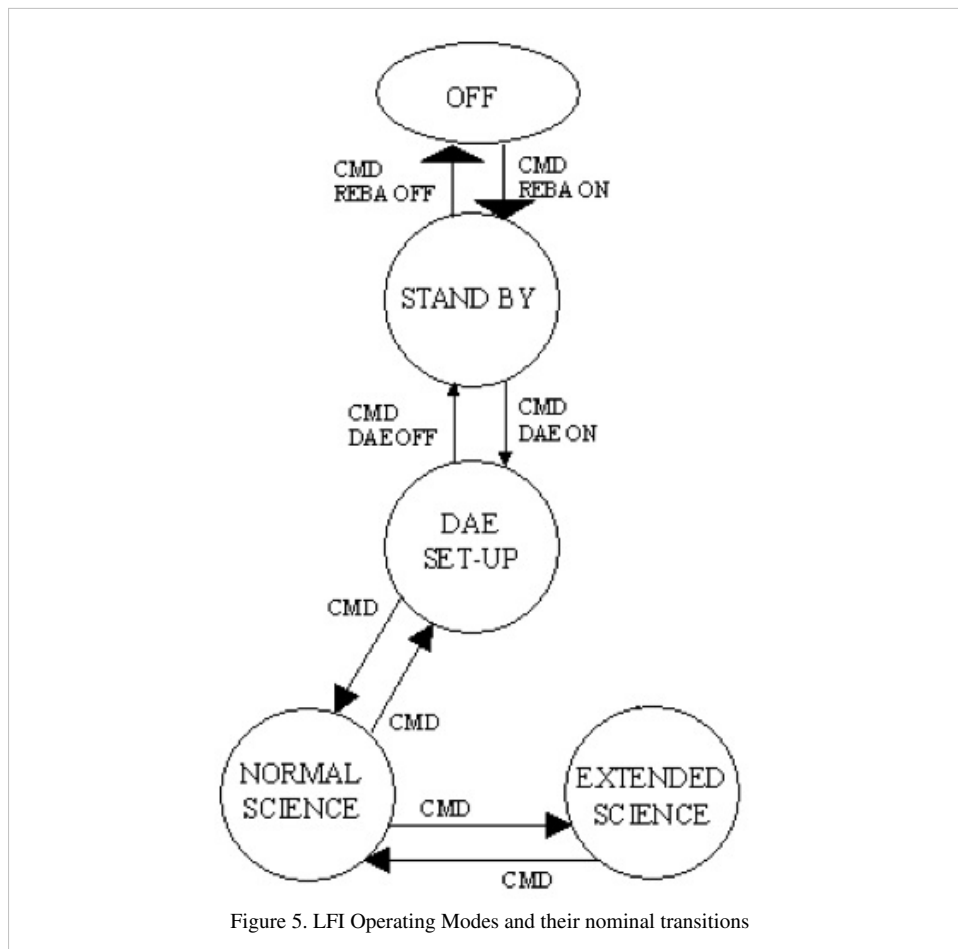 OFF
CMD
REBA OFF
CMD
REBA ON
STAND BY
CMD
DAE OFF
CMD
DAE ON
DAE
SET-UP
CMD
CMD
NORMAL
SCIENCE
EXTENDED
SCIENCE
CMD
CMD
Figure 5. LFI Operating Modes and their nominal transitions